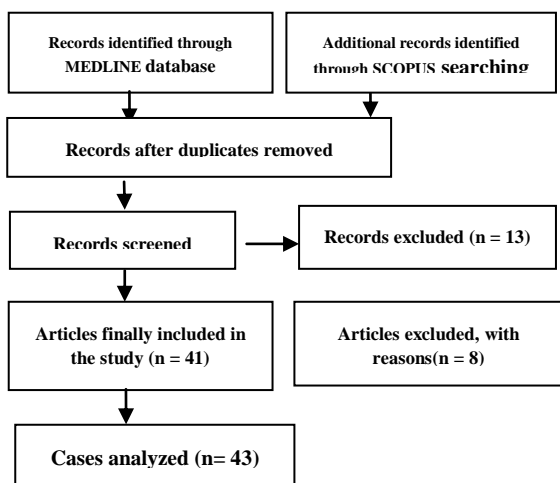 Records identified through
MEDLINE database
Additional records identified
through SCOPUS searching
Records after duplicates removed
Records screened
Records excluded (n = 13)
Articles finally included in
the study (n = 41)
Articles excluded, with
reasons(n = 8)
Cases analyzed (n= 43)